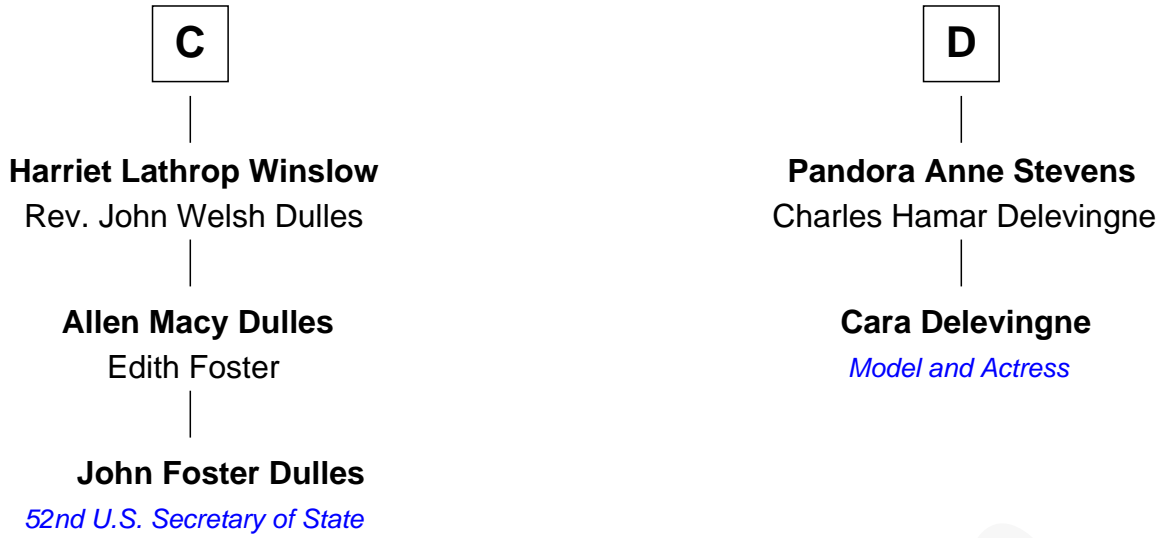 C
Harriet Lathrop Winslow
Rev. John Welsh Dulles
Allen Macy Dulles
Edith Foster
John Foster Dulles
52nd U.S. Secretary of State
D
Pandora Anne Stevens
Charles Hamar Delevingne
Cara Delevingne
Model and Actress